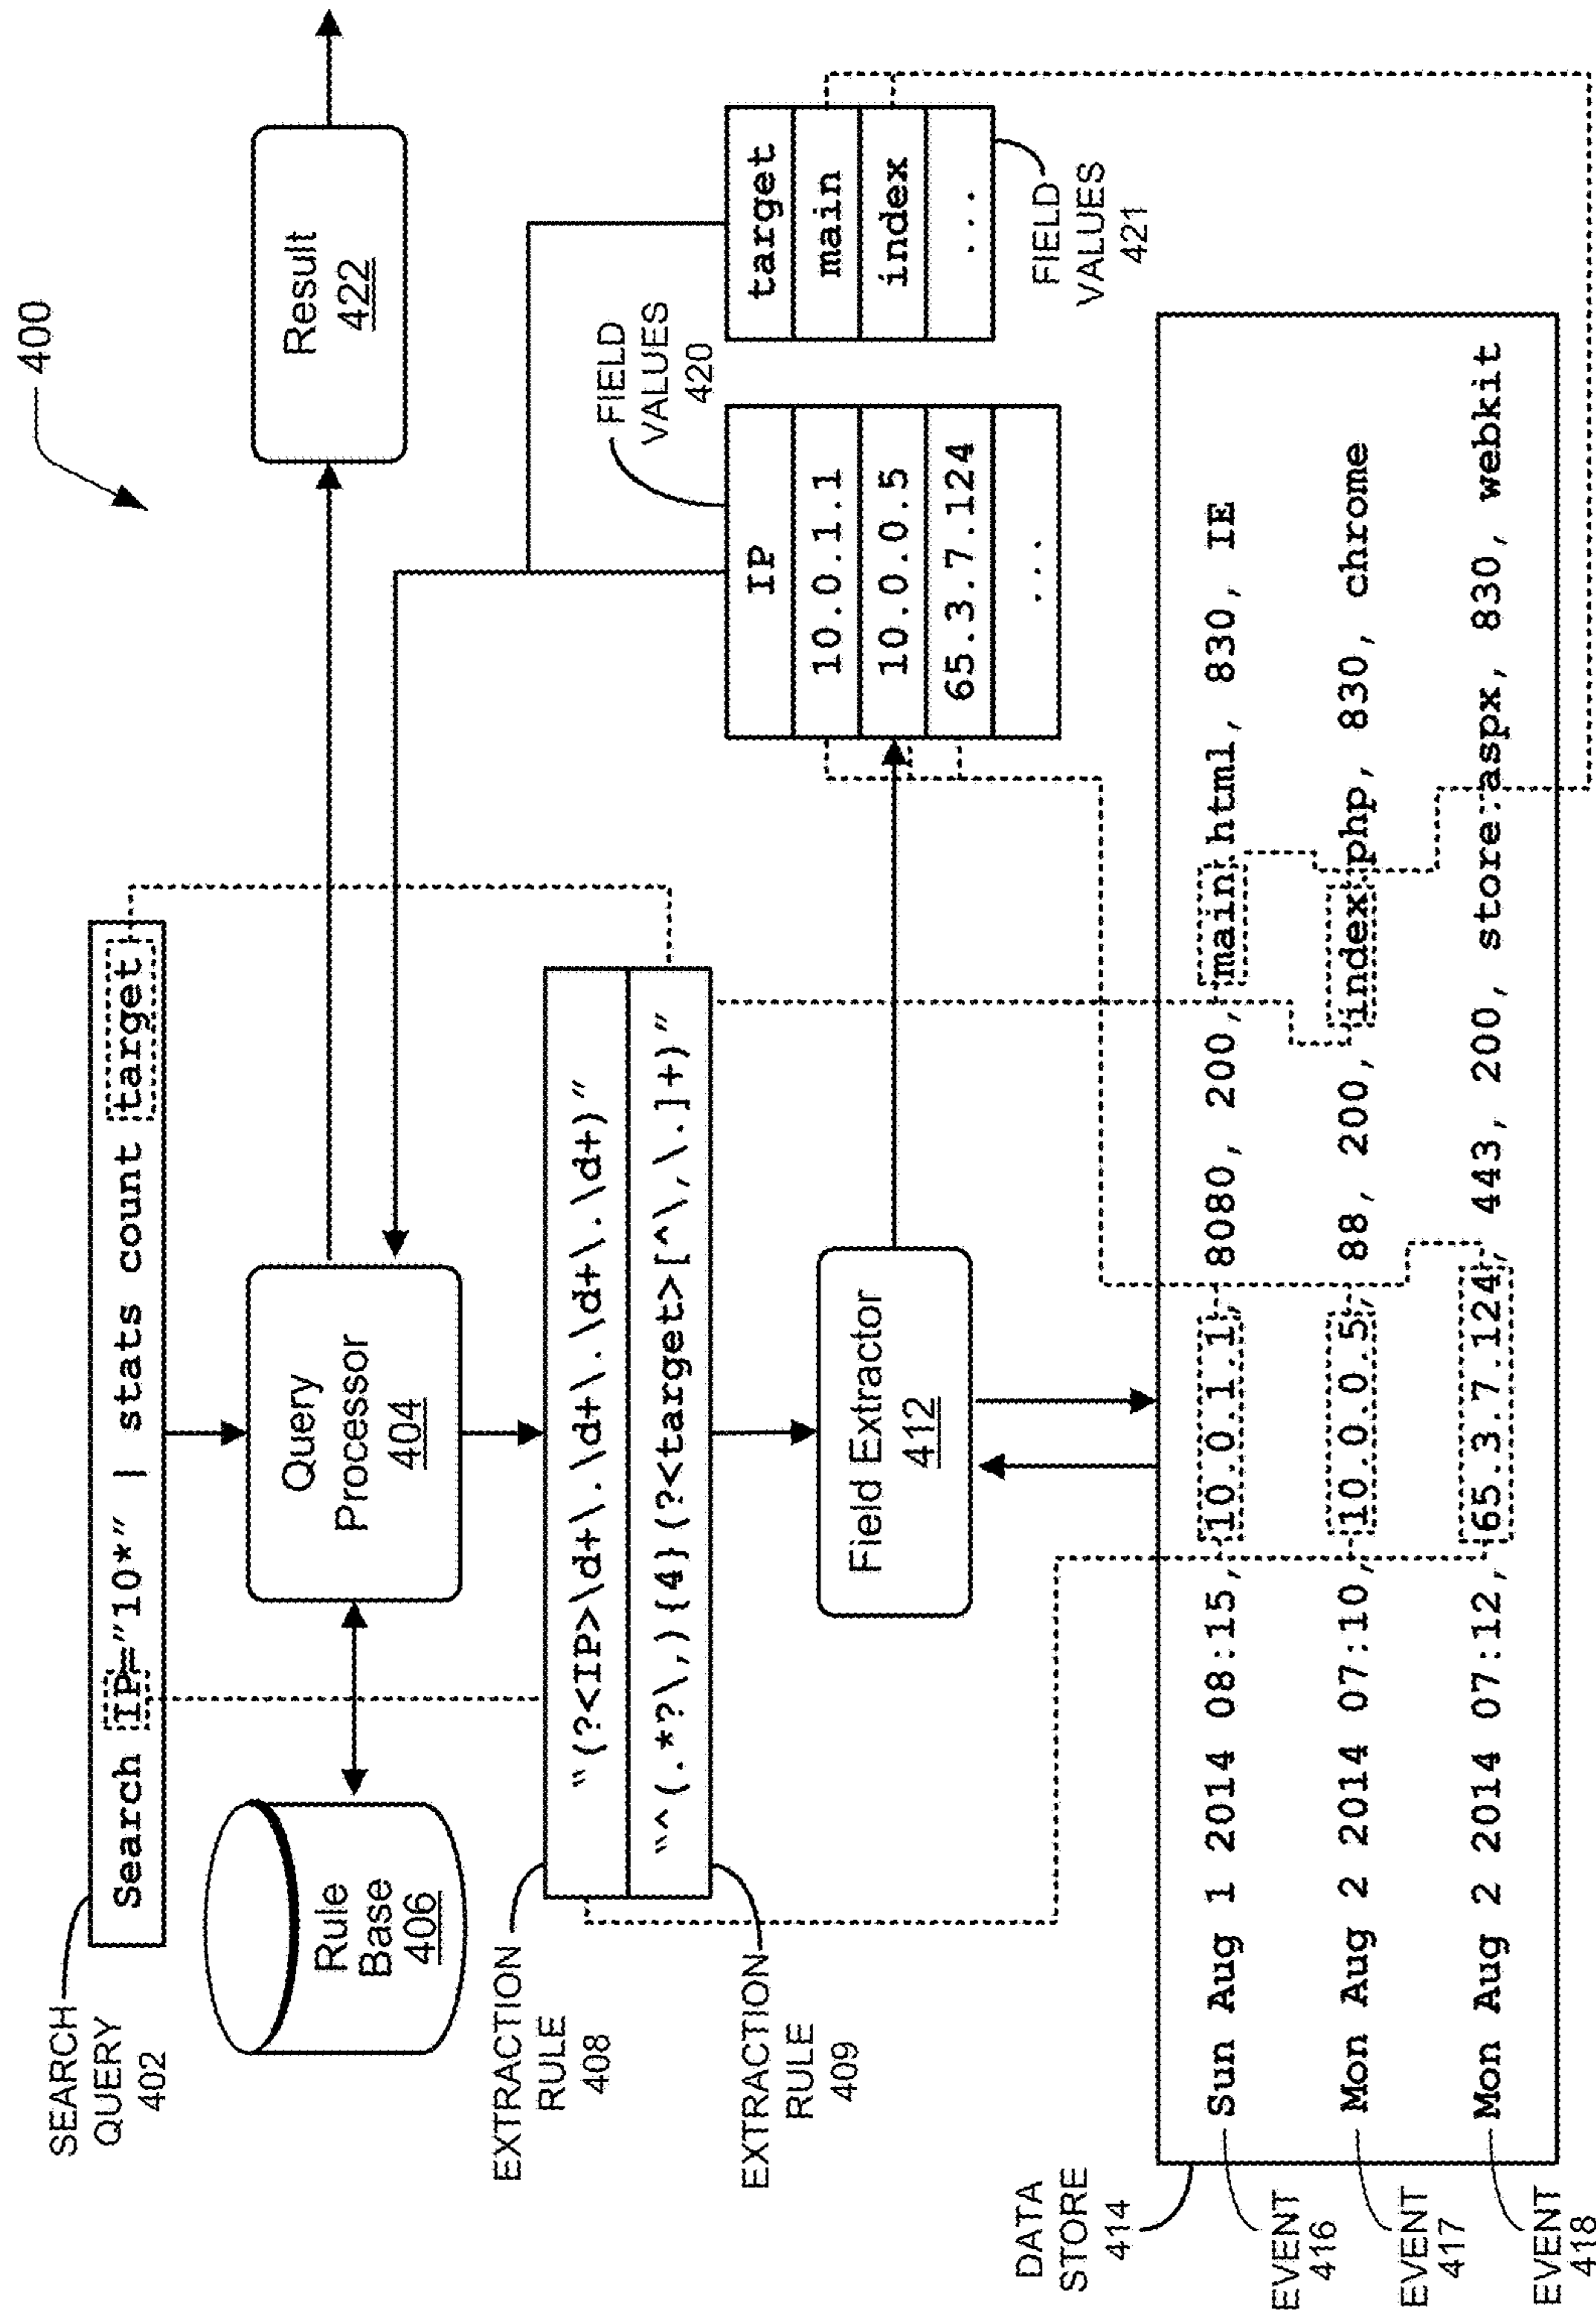 400
SEARCH
QUERY
402
Search IP="10*" | stats count target
Rule
Base
406
Query
Processor
404
Result
422
EXTRACTION
RULE
408
"(?<IP>\d+\.\d+\.\d+\.\d+)"
"^(.*?\,){4}(?<target>[^\,\.]+)"
EXTRACTION
RULE
409
FIELD
VALUES
420
IP
10.0.1.1
10.0.0.5
65.3.7.124
...
target
main
index
...
FIELD
VALUES
421
Field Extractor
412
DATA
STORE
414
Sun Aug 1 2014 08:15, 10.0.1.1, 8080, 200, main.html, 830, IE
Mon Aug 2 2014 07:10, 10.0.0.5, 88, 200, index.php, 830, chrome
Mon Aug 2 2014 07:12, 65.3.7.124, 443, 200, store.aspx, 830, webkit
EVENT
416
EVENT
417
EVENT
418